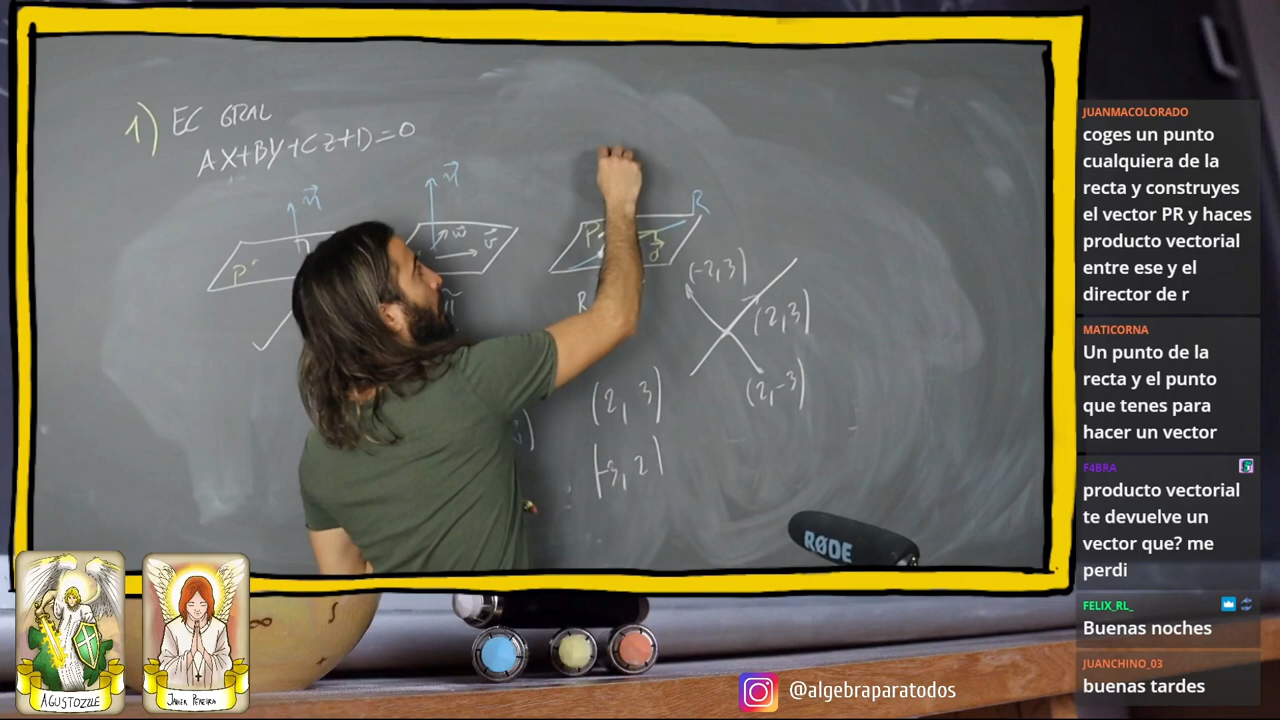 1) EC GRAL
AX+BY+CZ+D=0
P
R
(-2,3)
(2,3)
(2,-3)
(2, 3)
(-3, 2)
RØDE
JUANMACOLORADO
coges un punto
cualquiera de la
recta y construyes
el vector PR y haces
producto vectorial
entre ese y el
director de r
MATICORNA
Un punto de la
recta y el punto
que tenes para
hacer un vector
F4BRA
producto vectorial
te devuelve un
vector que? me
perdi
FELIX_RL_
Buenas noches
JUANCHINO_03
buenas tardes
AGUSTOZZLE
JAVIER PEREIRA
@algebraparatodos